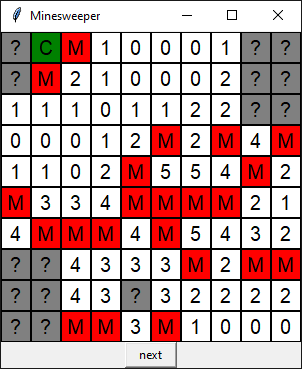 Minesweeper
? C M 1 0 0 0 1 ? ?
? M 2 1 0 0 0 2 ? ?
1 1 1 0 1 1 2 2 ? ?
0 0 0 1 2 M 2 M 4 M
1 1 0 2 M 5 5 4 M 2
M 3 3 4 M M M M 2 1
4 M M M 4 M 5 4 3 2
? ? 4 3 3 3 M 2 M M
? ? 4 3 ? 3 2 2 2 2
? ? M M 3 M 1 0 0 0
next